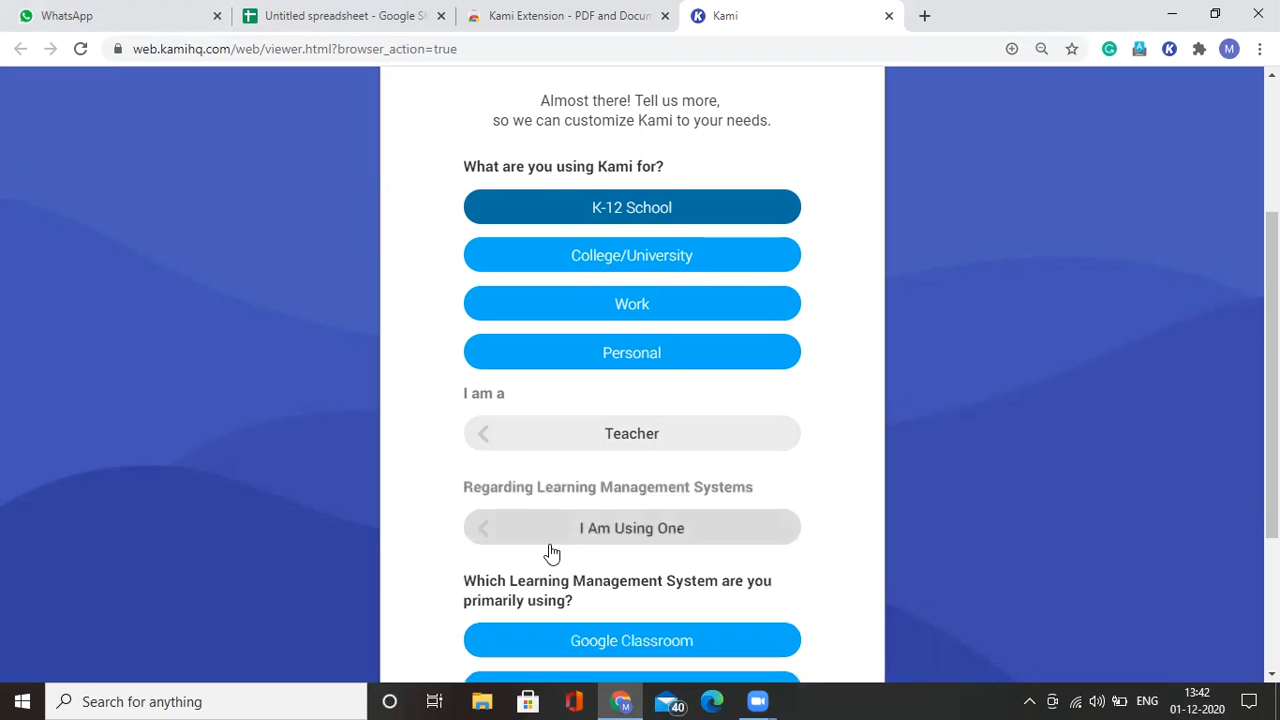 WhatsApp
Untitled spreadsheet - Google S
Kami Extension - PDF and Docun
Kami
web.kamihq.com/web/viewer.html?browser_action=true
M
Almost there! Tell us more,
so we can customize Kami to your needs.
What are you using Kami for?
K-12 School
College/University
Work
Personal
I am a
Teacher
Regarding Learning Management Systems
I Am Using One
Which Learning Management System are you
primarily using?
Google Classroom
Search for anything
40
ENG
13:42
01-12-2020